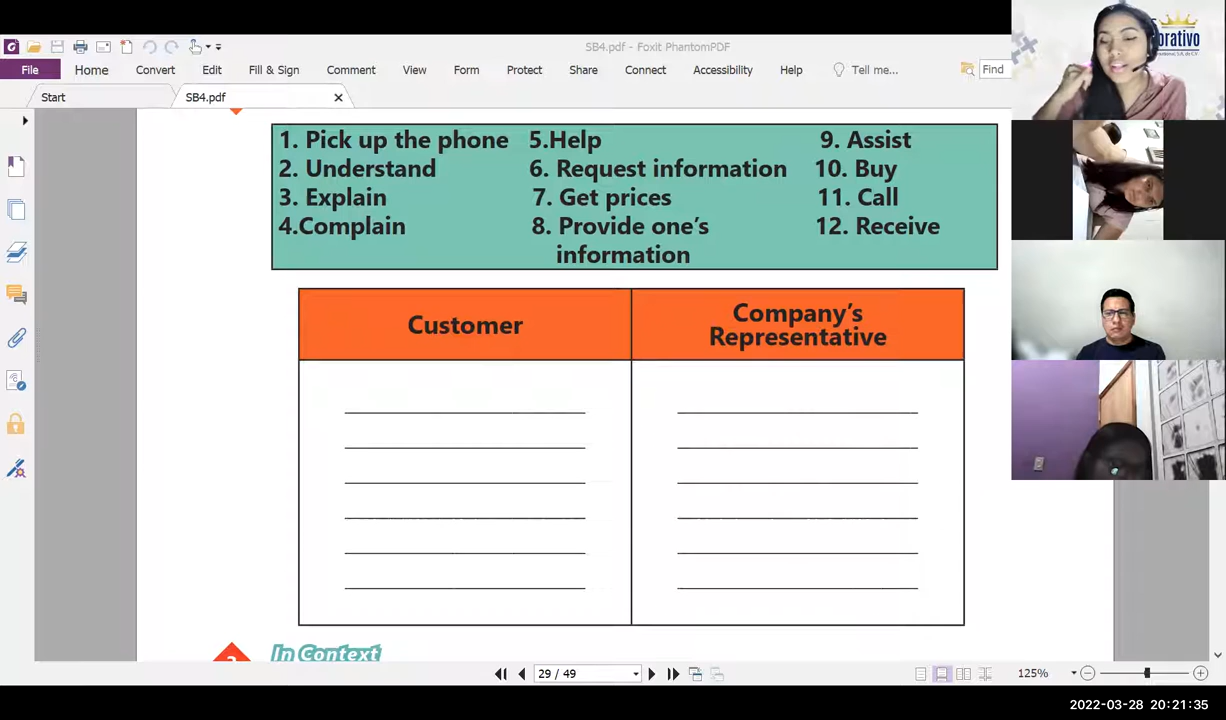 SB4.pdf - Foxit PhantomPDF
File Home Convert Edit Fill & Sign Comment View Form Protect Share Connect Accessibility Help Tell me... Find
Start SB4.pdf
1. Pick up the phone 5.Help 9. Assist
2. Understand 6. Request information 10. Buy
3. Explain 7. Get prices 11. Call
4.Complain 8. Provide one's 12. Receive
information
Customer Company's
Representative
In Context
29 / 49 125%
2022-03-28 20:21:35
orativo